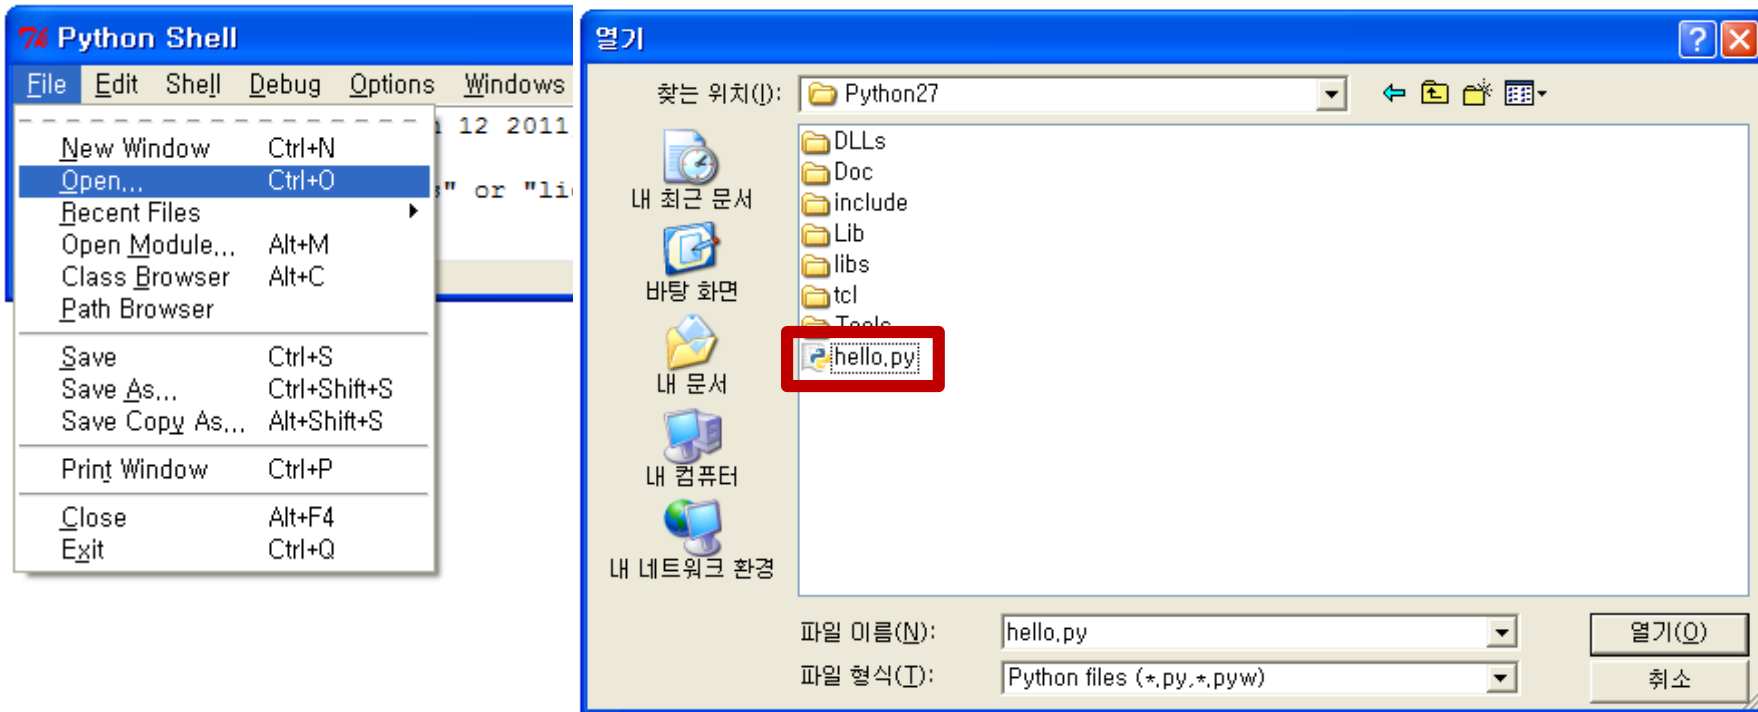 Python Shell
File Edit Shell Debug Options Windows
12 2011
New Window Ctrl+N
Open... Ctrl+O
" or "li
Recent Files
Open Module... Alt+M
Class Browser Alt+C
Path Browser
Save Ctrl+S
Save As... Ctrl+Shift+S
Save Copy As... Alt+Shift+S
Print Window Ctrl+P
Close Alt+F4
Exit Ctrl+Q
열기
찾는 위치(I): Python27
내 최근 문서
바탕 화면
내 문서
내 컴퓨터
내 네트워크 환경
DLLs
Doc
include
Lib
libs
tcl
Tools
hello.py
파일 이름(N): hello.py 열기(O)
파일 형식(T): Python files (*.py,*.pyw) 취소